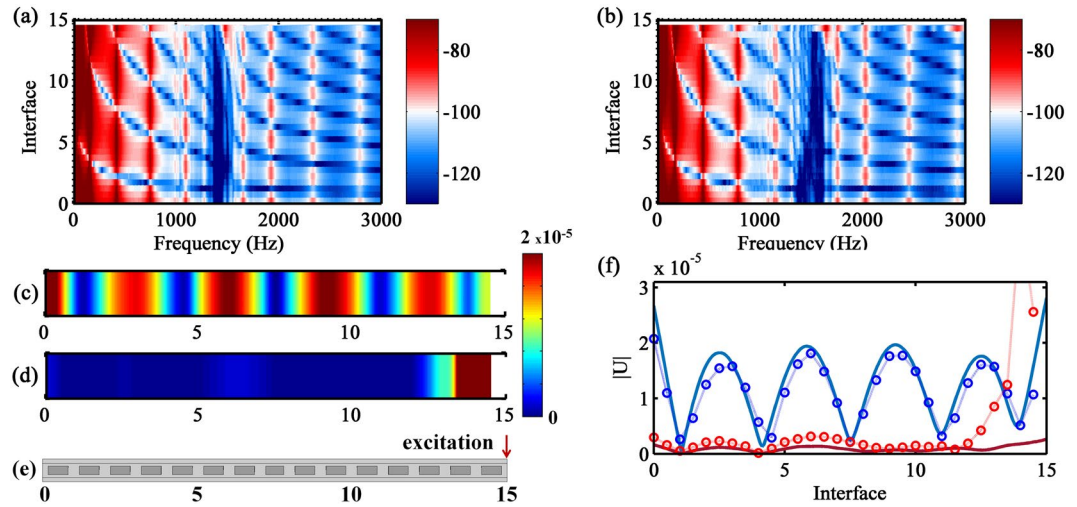 (a)
15
10
5
0
Interface
0 1000 2000 3000
Frequency (Hz)
-80
-100
-120
(b)
15
10
5
0
Interface
0 1000 2000 3000
Frequency (Hz)
-80
-100
-120
(c)
0 5 10 15
(d)
0 5 10 15
2 x10-5
0
excitation
(e)
0 5 10 15
(f)
x 10-5
3
2
1
0
|U|
0 5 10 15
Interface